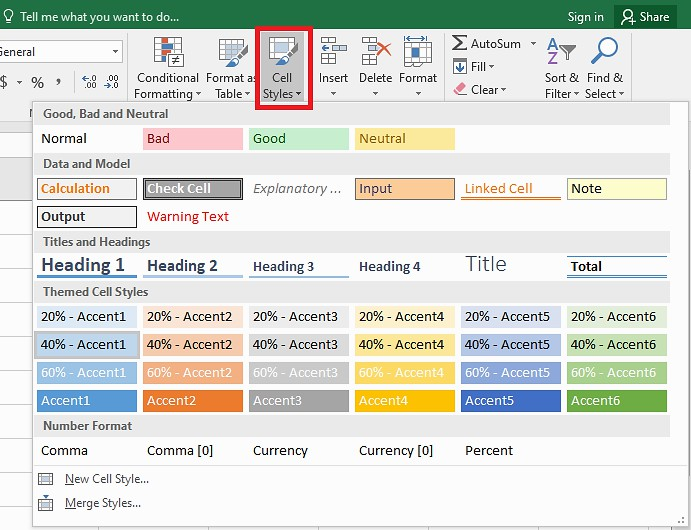 Tell me what you want to do...
Sign in
Share
General
AutoSum
$ % , .00
Conditional Formatting
Format as Table
Cell Styles
Insert
Delete
Format
Fill
Clear
Sort & Filter
Find & Select
Good, Bad and Neutral
Normal Bad Good Neutral
Data and Model
Calculation Check Cell Explanatory ... Input Linked Cell Note
Output Warning Text
Titles and Headings
Heading 1 Heading 2 Heading 3 Heading 4 Title Total
Themed Cell Styles
20% - Accent1 20% - Accent2 20% - Accent3 20% - Accent4 20% - Accent5 20% - Accent6
40% - Accent1 40% - Accent2 40% - Accent3 40% - Accent4 40% - Accent5 40% - Accent6
60% - Accent1 60% - Accent2 60% - Accent3 60% - Accent4 60% - Accent5 60% - Accent6
Accent1 Accent2 Accent3 Accent4 Accent5 Accent6
Number Format
Comma Comma [0] Currency Currency [0] Percent
New Cell Style...
Merge Styles...